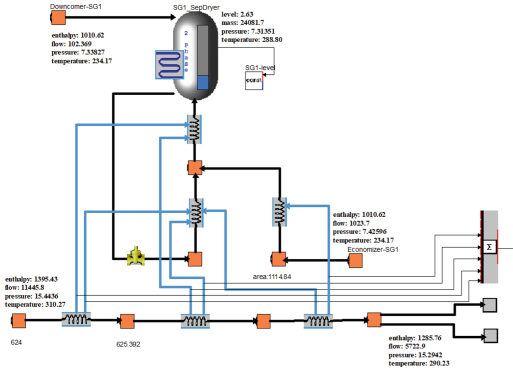 Downcomer-SG1
SG1_SepDryer
enthalpy: 1010.62
flow: 102.369
pressure: 7.33827
temperature: 234.17
level: 2.63
mass: 24081.7
pressure: 7.31351
temperature: 288.80
2 phase
SG1-level
const.
enthalpy: 1010.62
flow: 1023.7
pressure: 7.42596
temperature: 234.17
Economizer-SG1
area:1114.84
Σ
enthalpy: 1395.43
flow: 11445.8
pressure: 15.4436
temperature: 310.27
624
625.392
enthalpy: 1285.76
flow: 5722.9
pressure: 15.2942
temperature: 290.23